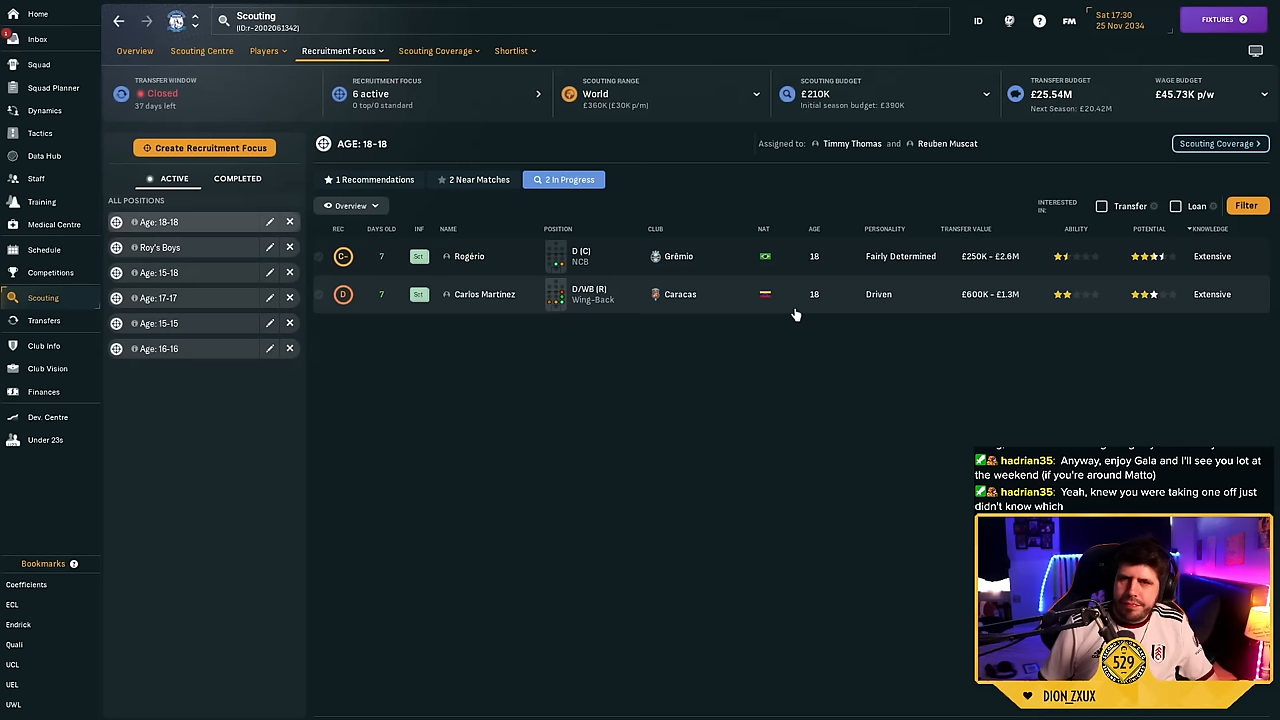 Home
Scouting
(ID:r-2002061342)
ID
FM
Sat 17:30
25 Nov 2034
FIXTURES
1
Inbox
Overview
Scouting Centre
Players
Recruitment Focus
Scouting Coverage
Shortlist
Squad
Squad Planner
Dynamics
Tactics
Data Hub
Staff
Training
Medical Centre
Schedule
Competitions
Scouting
Transfers
Club Info
Club Vision
Finances
Dev. Centre
Under 23s
Bookmarks
Coefficients
ECL
Endrick
Quali
UCL
UEL
UWL
TRANSFER WINDOW
Closed
37 days left
RECRUITMENT FOCUS
6 active
0 top/0 standard
SCOUTING RANGE
World
£360K (£30K p/m)
SCOUTING BUDGET
£210K
Initial season budget: £390K
TRANSFER BUDGET
£25.54M
Next Season: £20.42M
WAGE BUDGET
£45.73K p/w
Create Recruitment Focus
ACTIVE
COMPLETED
ALL POSITIONS
Age: 18-18
Roy's Boys
Age: 15-18
Age: 17-17
Age: 15-15
Age: 16-16
AGE: 18-18
Assigned to: Timmy Thomas and Reuben Muscat
Scouting Coverage >
1 Recommendations
2 Near Matches
2 In Progress
Overview
INTERESTED IN:
Transfer
Loan
Filter
REC DAYS OLD INF NAME POSITION CLUB NAT AGE PERSONALITY TRANSFER VALUE ABILITY POTENTIAL KNOWLEDGE
C- 7 Sct Rogério D (C) NCB Grêmio 18 Fairly Determined £250K - £2.6M Extensive
D 7 Sct Carlos Martínez D/WB (R) Wing-Back Caracas 18 Driven £600K - £1.3M Extensive
hadrian35: Anyway, enjoy Gala and I'll see you lot at
the weekend (if you're around Matto)
hadrian35: Yeah, knew you were taking one off just
didn't know which
529
DION_ZXUX